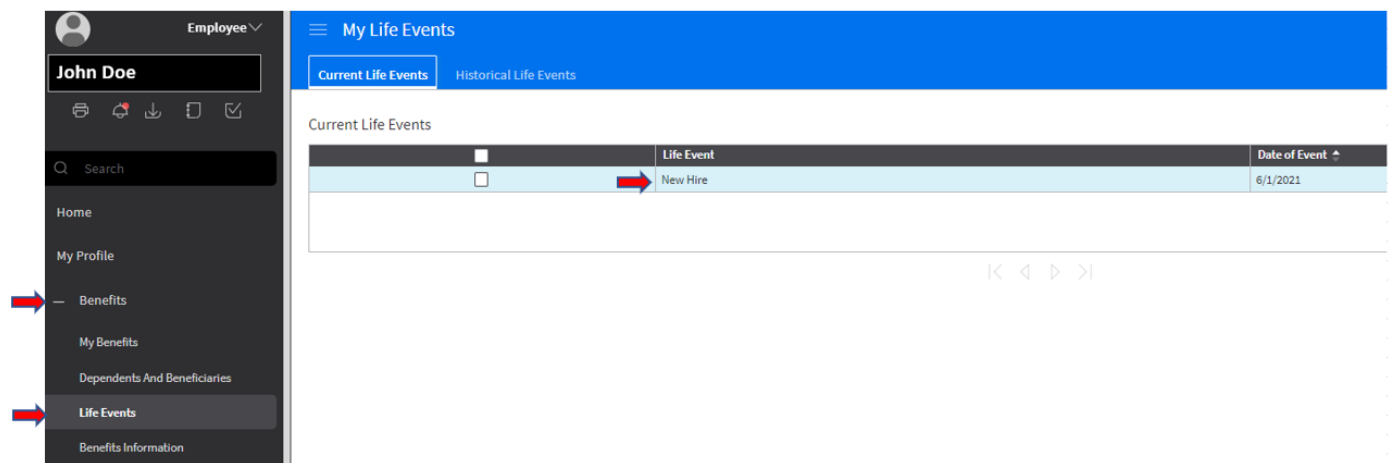 Employee
John Doe
Search
Home
My Profile
Benefits
My Benefits
Dependents And Beneficiaries
Life Events
Benefits Information
My Life Events
Current Life Events Historical Life Events
Current Life Events
Life Event Date of Event
New Hire 6/1/2021